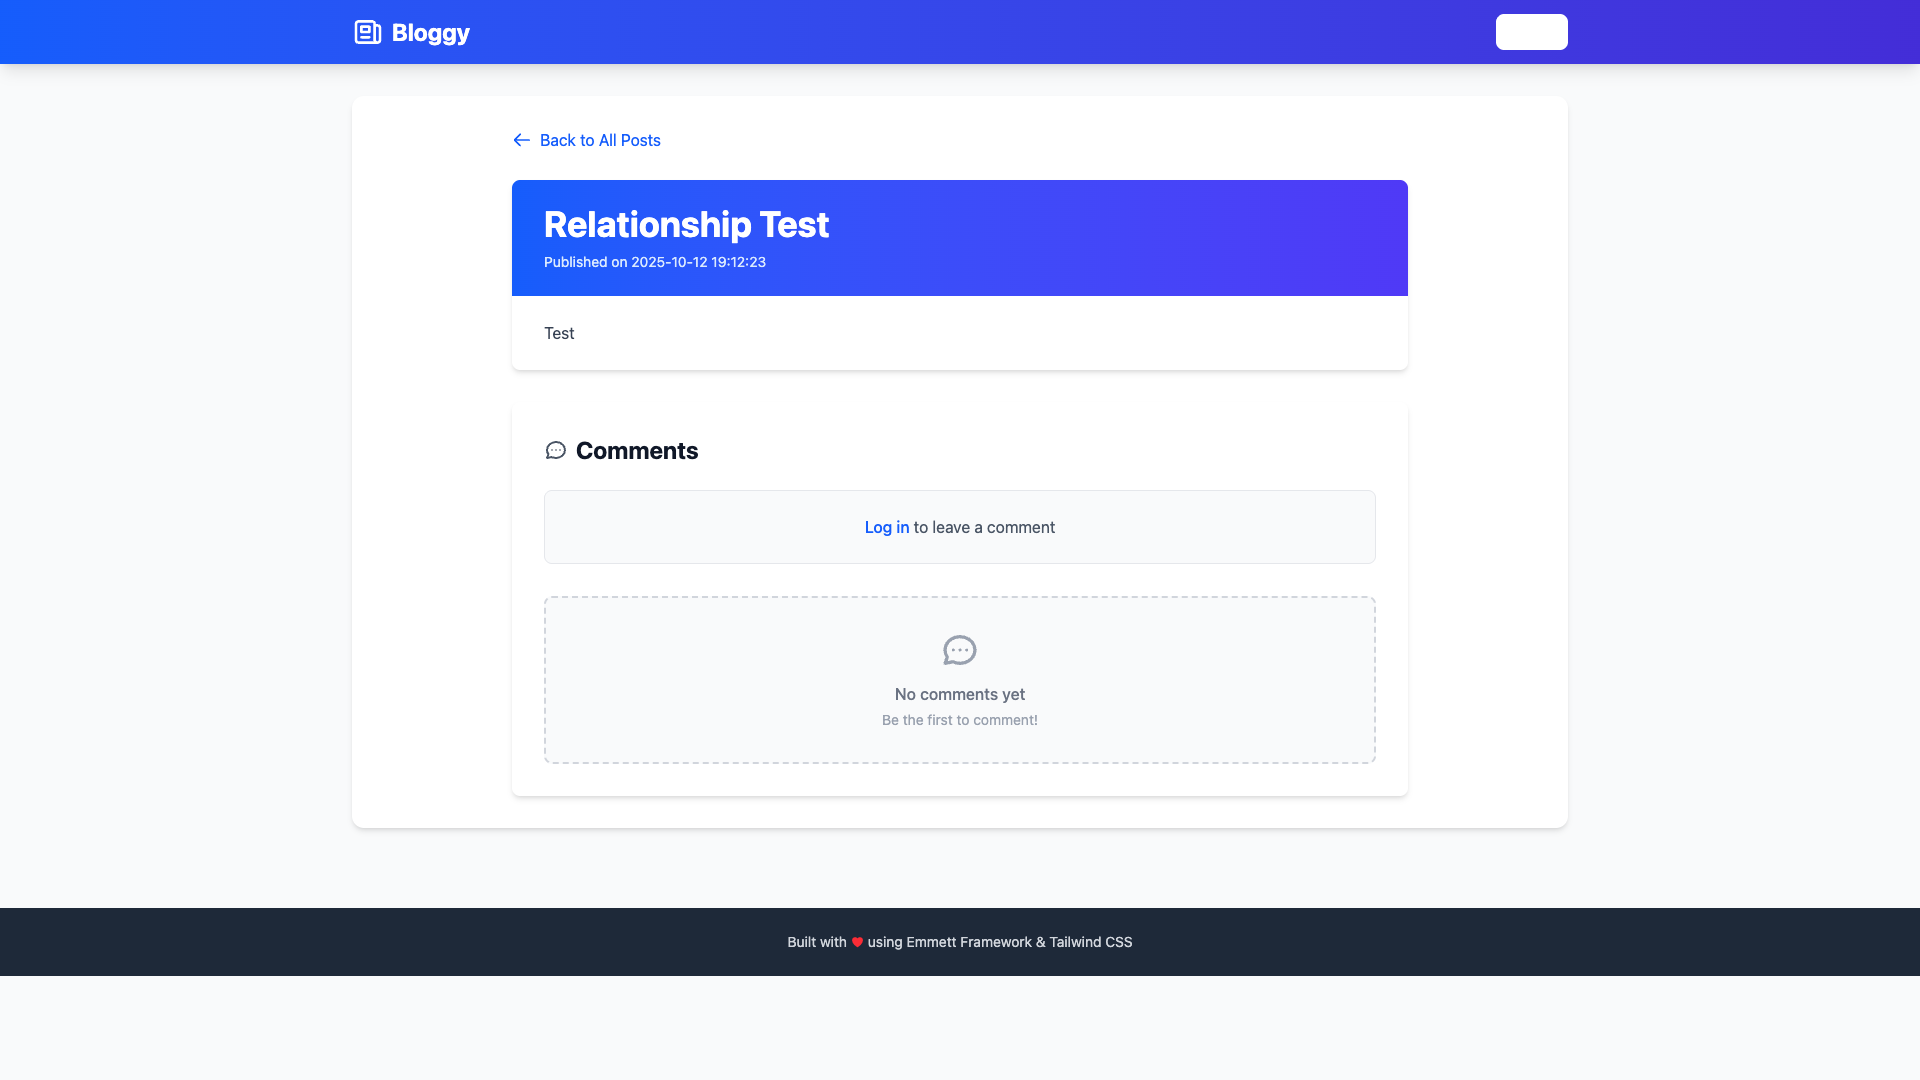 Bloggy
Back to All Posts
Relationship Test
Published on 2025-10-12 19:12:23
Test
Comments
Log in to leave a comment
No comments yet
Be the first to comment!
Built with ♥ using Emmett Framework & Tailwind CSS